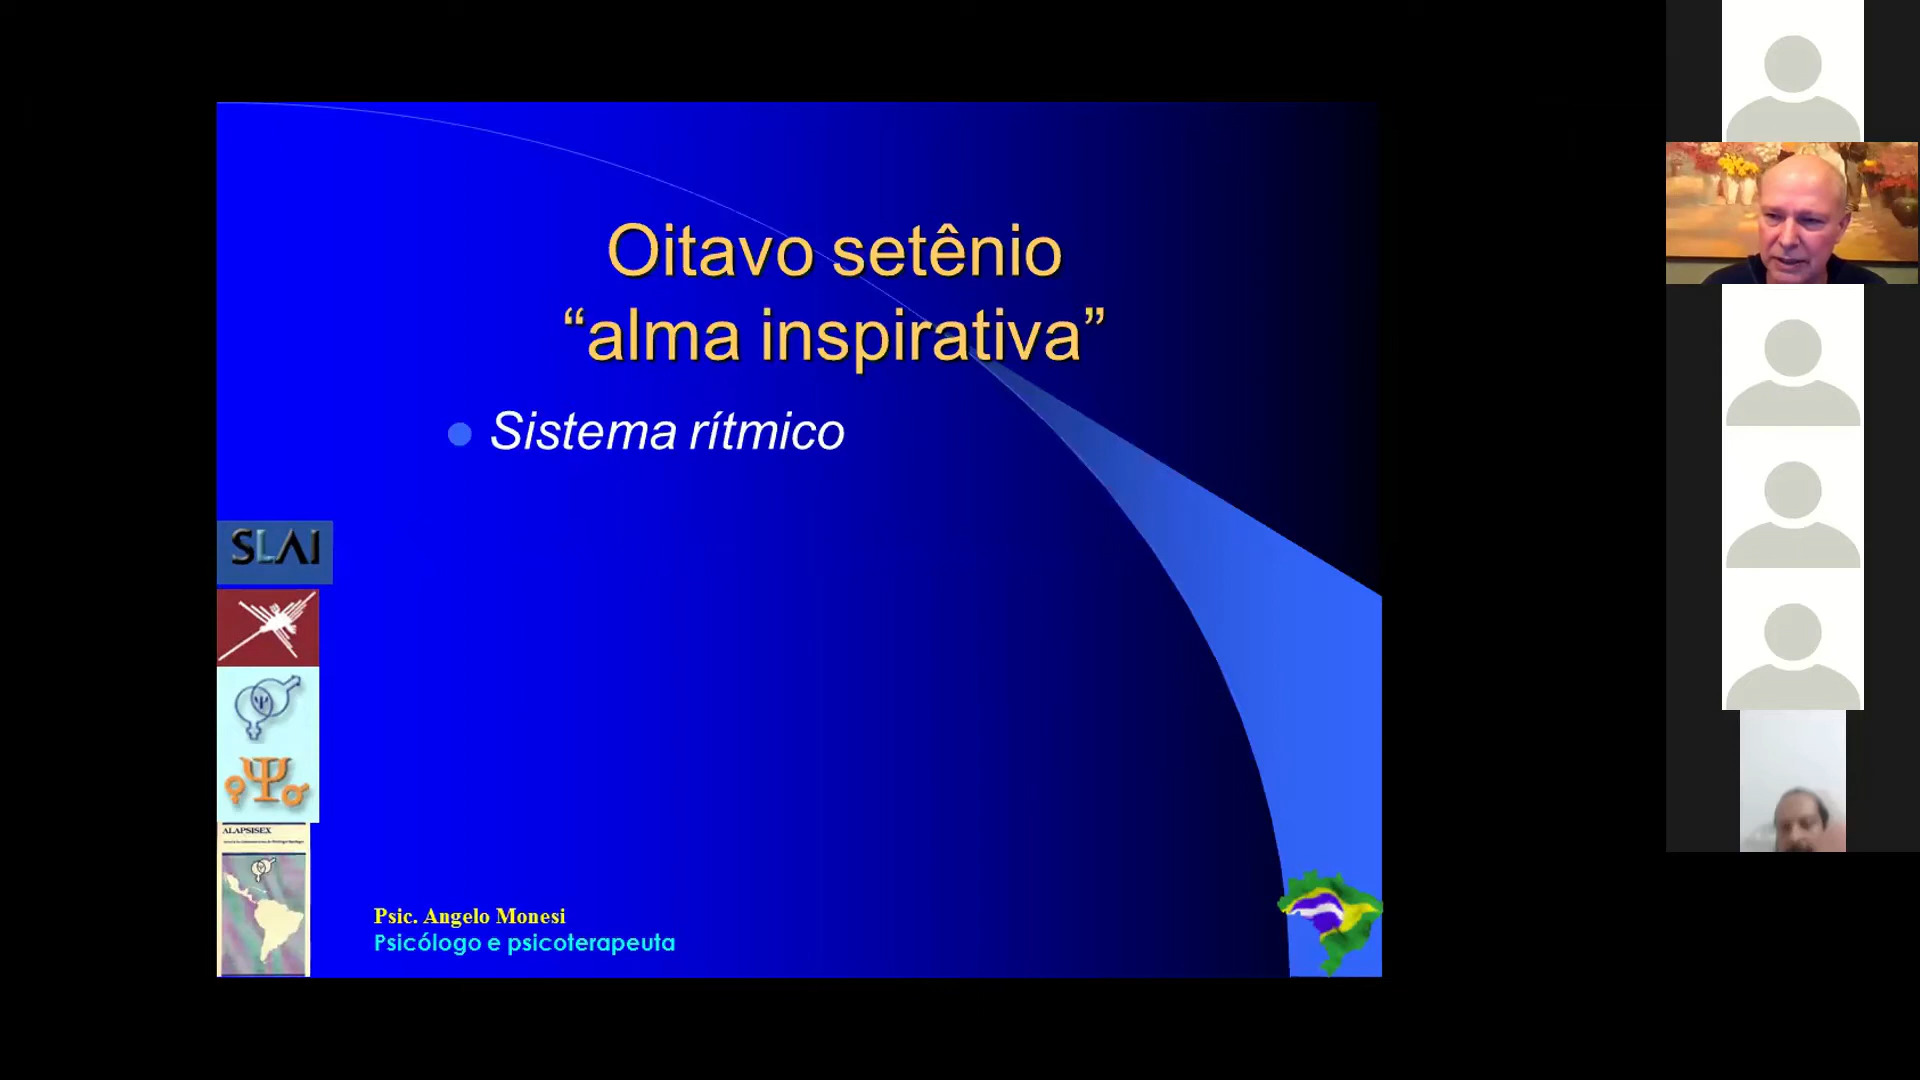 Oitavo setênio
“alma inspirativa”
Sistema rítmico
SLAI
ALAPSISEX
Psic. Angelo Monesi
Psicólogo e psicoterapeuta